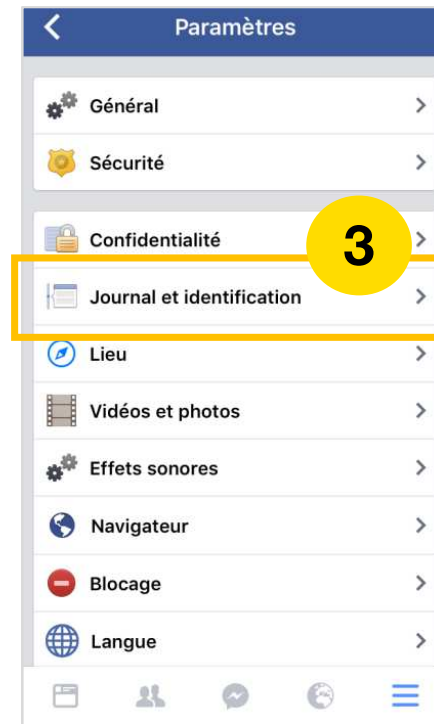 Paramètres
Général
Sécurité
Confidentialité
3
Journal et identification
Lieu
Vidéos et photos
Effets sonores
Navigateur
Blocage
Langue